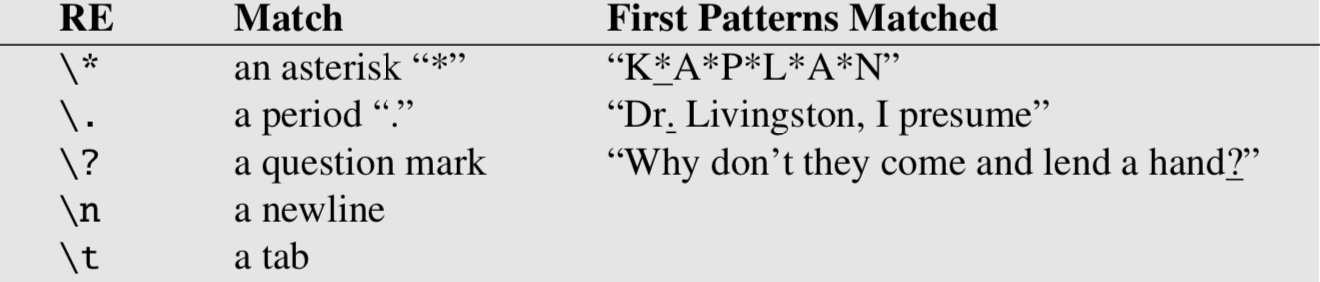 RE Match First Patterns Matched
\* an asterisk “*” “K*A*P*L*A*N”
\. a period “.” “Dr. Livingston, I presume”
\? a question mark “Why don’t they come and lend a hand?”
\n a newline
\t a tab